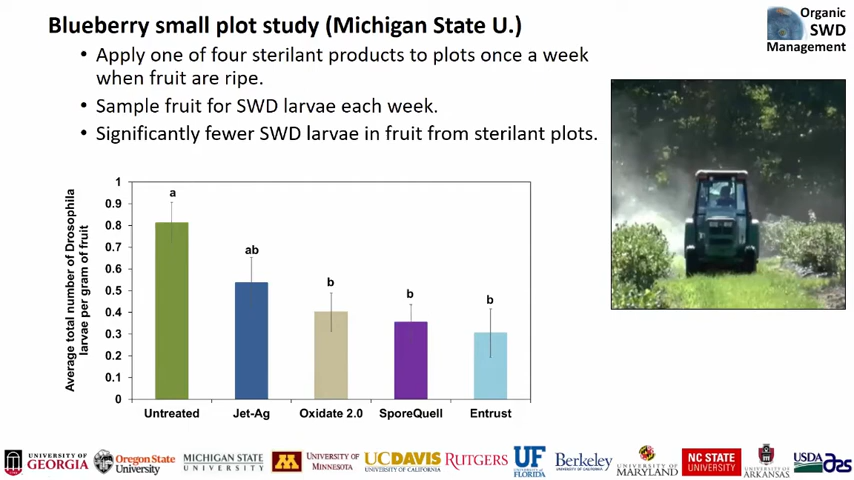 Blueberry small plot study (Michigan State U.)
Organic
SWD
Management
• Apply one of four sterilant products to plots once a week
when fruit are ripe.
• Sample fruit for SWD larvae each week.
• Significantly fewer SWD larvae in fruit from sterilant plots.
Average total number of Drosophila
larvae per gram of fruit
1
0.9
0.8
0.7
0.6
0.5
0.4
0.3
0.2
0.1
0
a
ab
b
b
b
Untreated Jet-Ag Oxidate 2.0 SporeQuell Entrust
UNIVERSITY OF
GEORGIA
Oregon State
University
MICHIGAN STATE
UNIVERSITY
UNIVERSITY OF
MINNESOTA
UCDAVIS
UNIVERSITY OF CALIFORNIA
RUTGERS
UF
UNIVERSITY of
FLORIDA
Berkeley
UNIVERSITY OF CALIFORNIA
UNIVERSITY OF
MARYLAND
NC STATE
UNIVERSITY
UNIVERSITY OF
ARKANSAS
USDA
ars